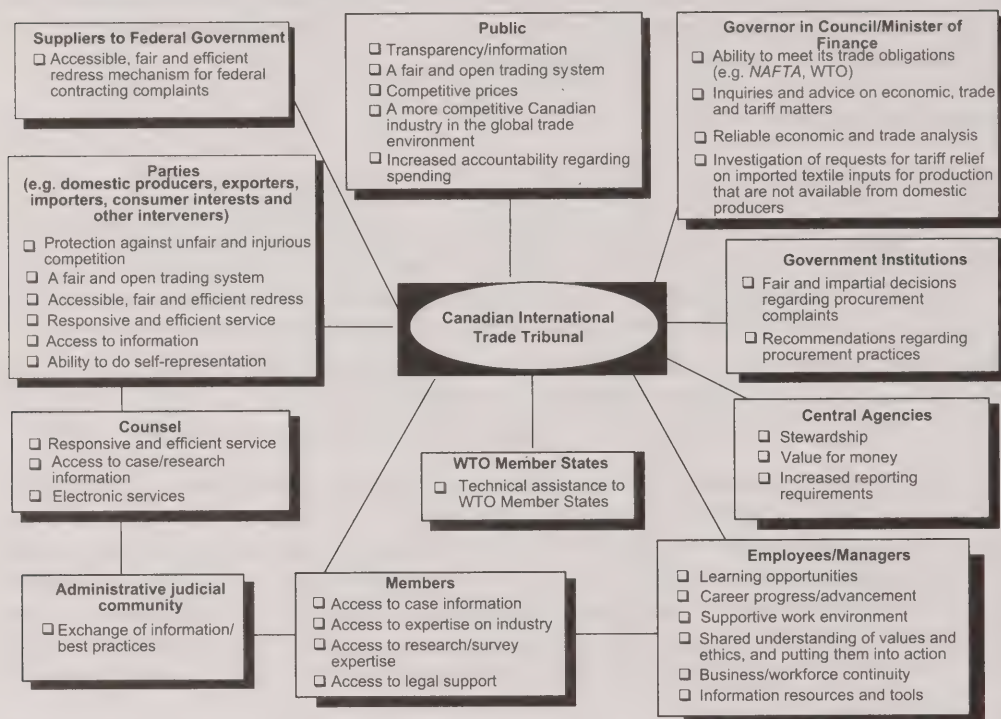 Suppliers to Federal Government
❑ Accessible, fair and efficient
redress mechanism for federal
contracting complaints
Public
❑ Transparency/information
❑ A fair and open trading system
❑ Competitive prices
❑ A more competitive Canadian
industry in the global trade
environment
❑ Increased accountability regarding
spending
Governor in Council/Minister of
Finance
❑ Ability to meet its trade obligations
(e.g. NAFTA, WTO)
❑ Inquiries and advice on economic, trade
and tariff matters
❑ Reliable economic and trade analysis
❑ Investigation of requests for tariff relief
on imported textile inputs for production
that are not available from domestic
producers
Parties
(e.g. domestic producers, exporters,
importers, consumer interests and
other interveners)
❑ Protection against unfair and injurious
competition
❑ A fair and open trading system
❑ Accessible, fair and efficient redress
❑ Responsive and efficient service
❑ Access to information
❑ Ability to do self-representation
Canadian International
Trade Tribunal
Government Institutions
❑ Fair and impartial decisions
regarding procurement
complaints
❑ Recommendations regarding
procurement practices
Counsel
❑ Responsive and efficient service
❑ Access to case/research
information
❑ Electronic services
WTO Member States
❑ Technical assistance to
WTO Member States
Central Agencies
❑ Stewardship
❑ Value for money
❑ Increased reporting
requirements
Administrative judicial
community
❑ Exchange of information/
best practices
Members
❑ Access to case information
❑ Access to expertise on industry
❑ Access to research/survey
expertise
❑ Access to legal support
Employees/Managers
❑ Learning opportunities
❑ Career progress/advancement
❑ Supportive work environment
❑ Shared understanding of values and
ethics, and putting them into action
❑ Business/workforce continuity
❑ Information resources and tools